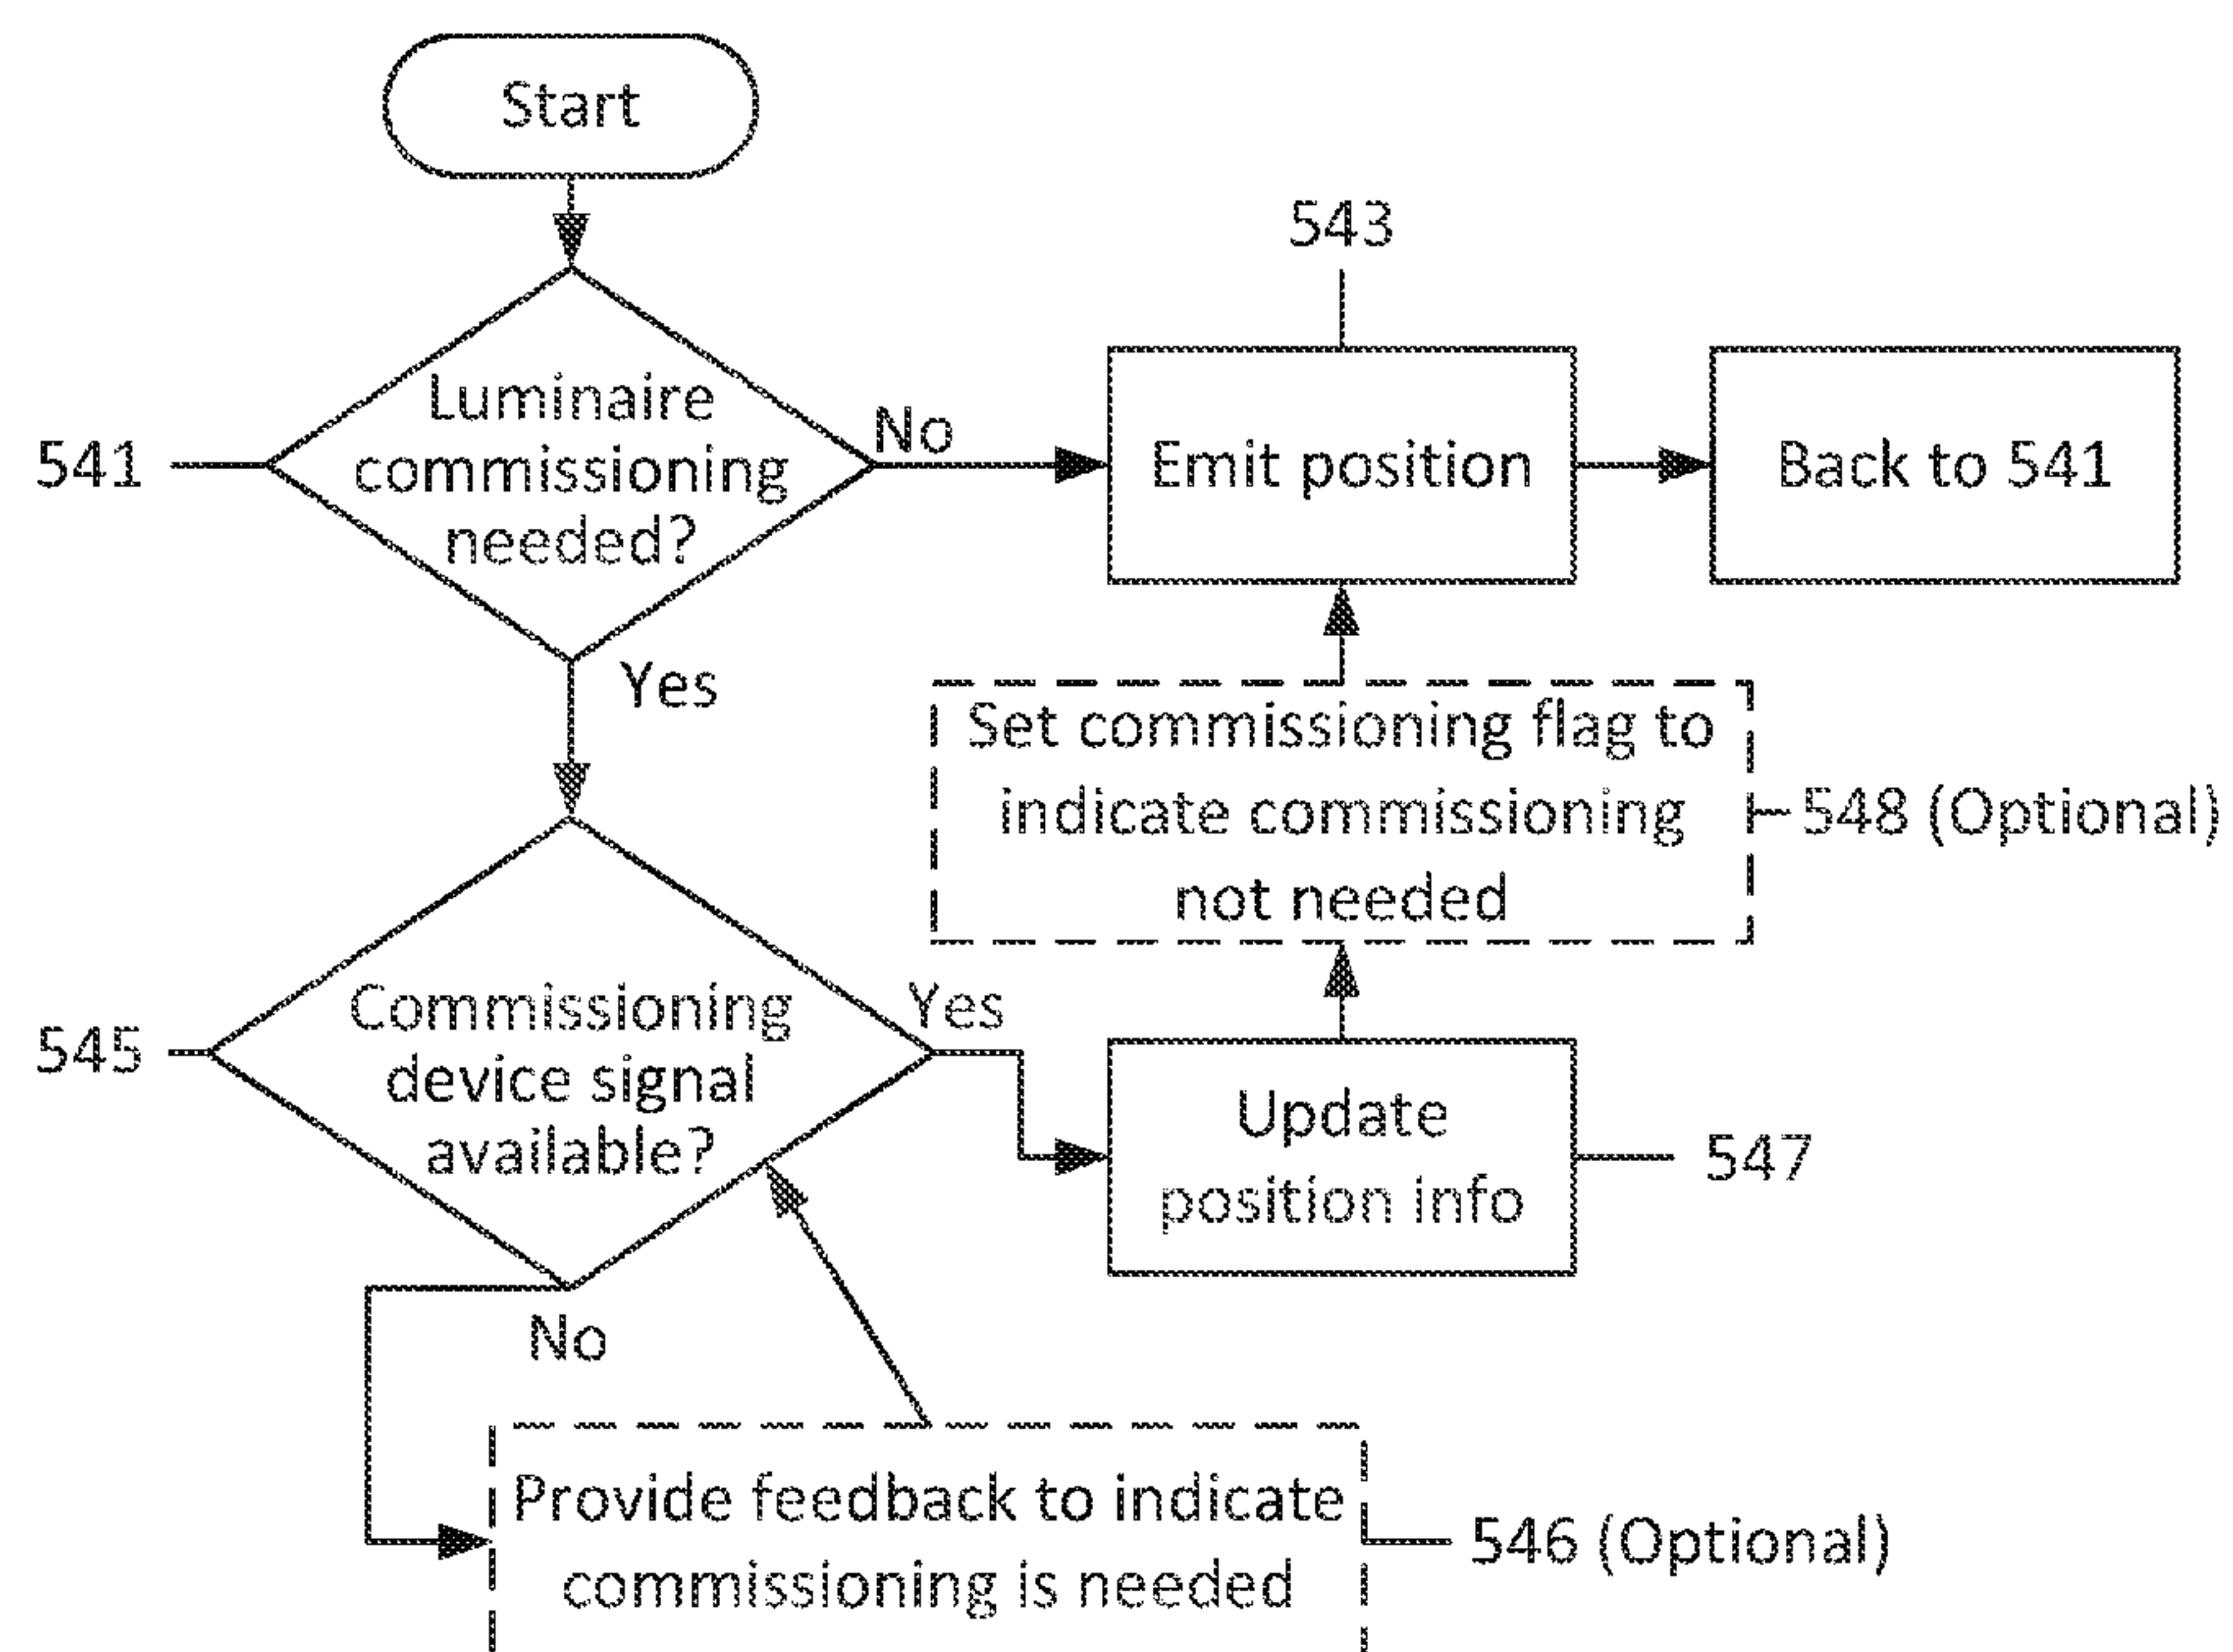 Start
543
541
Luminaire
commissioning
needed?
No
Emit position
Back to 541
Yes
Set commissioning flag to
indicate commissioning
not needed
548 (Optional)
545
Commissioning
device signal
available?
Yes
Update
position info
547
No
Provide feedback to indicate
commissioning is needed
546 (Optional)